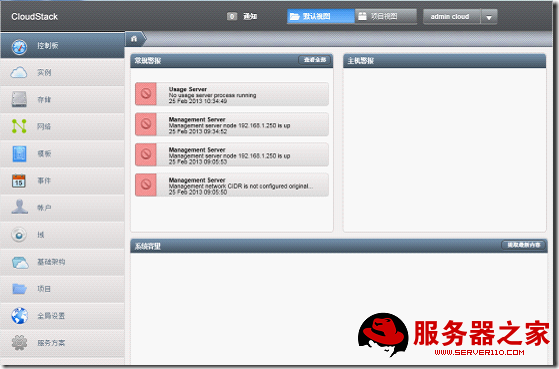 CloudStack
0 通知
默认视图
项目视图
admin cloud
控制板
实例
存储
网络
模板
事件
帐户
域
基础架构
项目
全局设置
服务方案
常规警报
查看全部
Usage Server
No usage server process running
25 Feb 2013 10:34:49
Management Server
Management server node 192.168.1.250 is up
25 Feb 2013 09:34:52
Management Server
Management server node 192.168.1.250 is up
25 Feb 2013 09:05:53
Management Server
Management network CIDR is not configured original...
25 Feb 2013 09:05:50
主机警报
系统容量
提取最新内容
服务器之家
WWW.SERVER110.COM